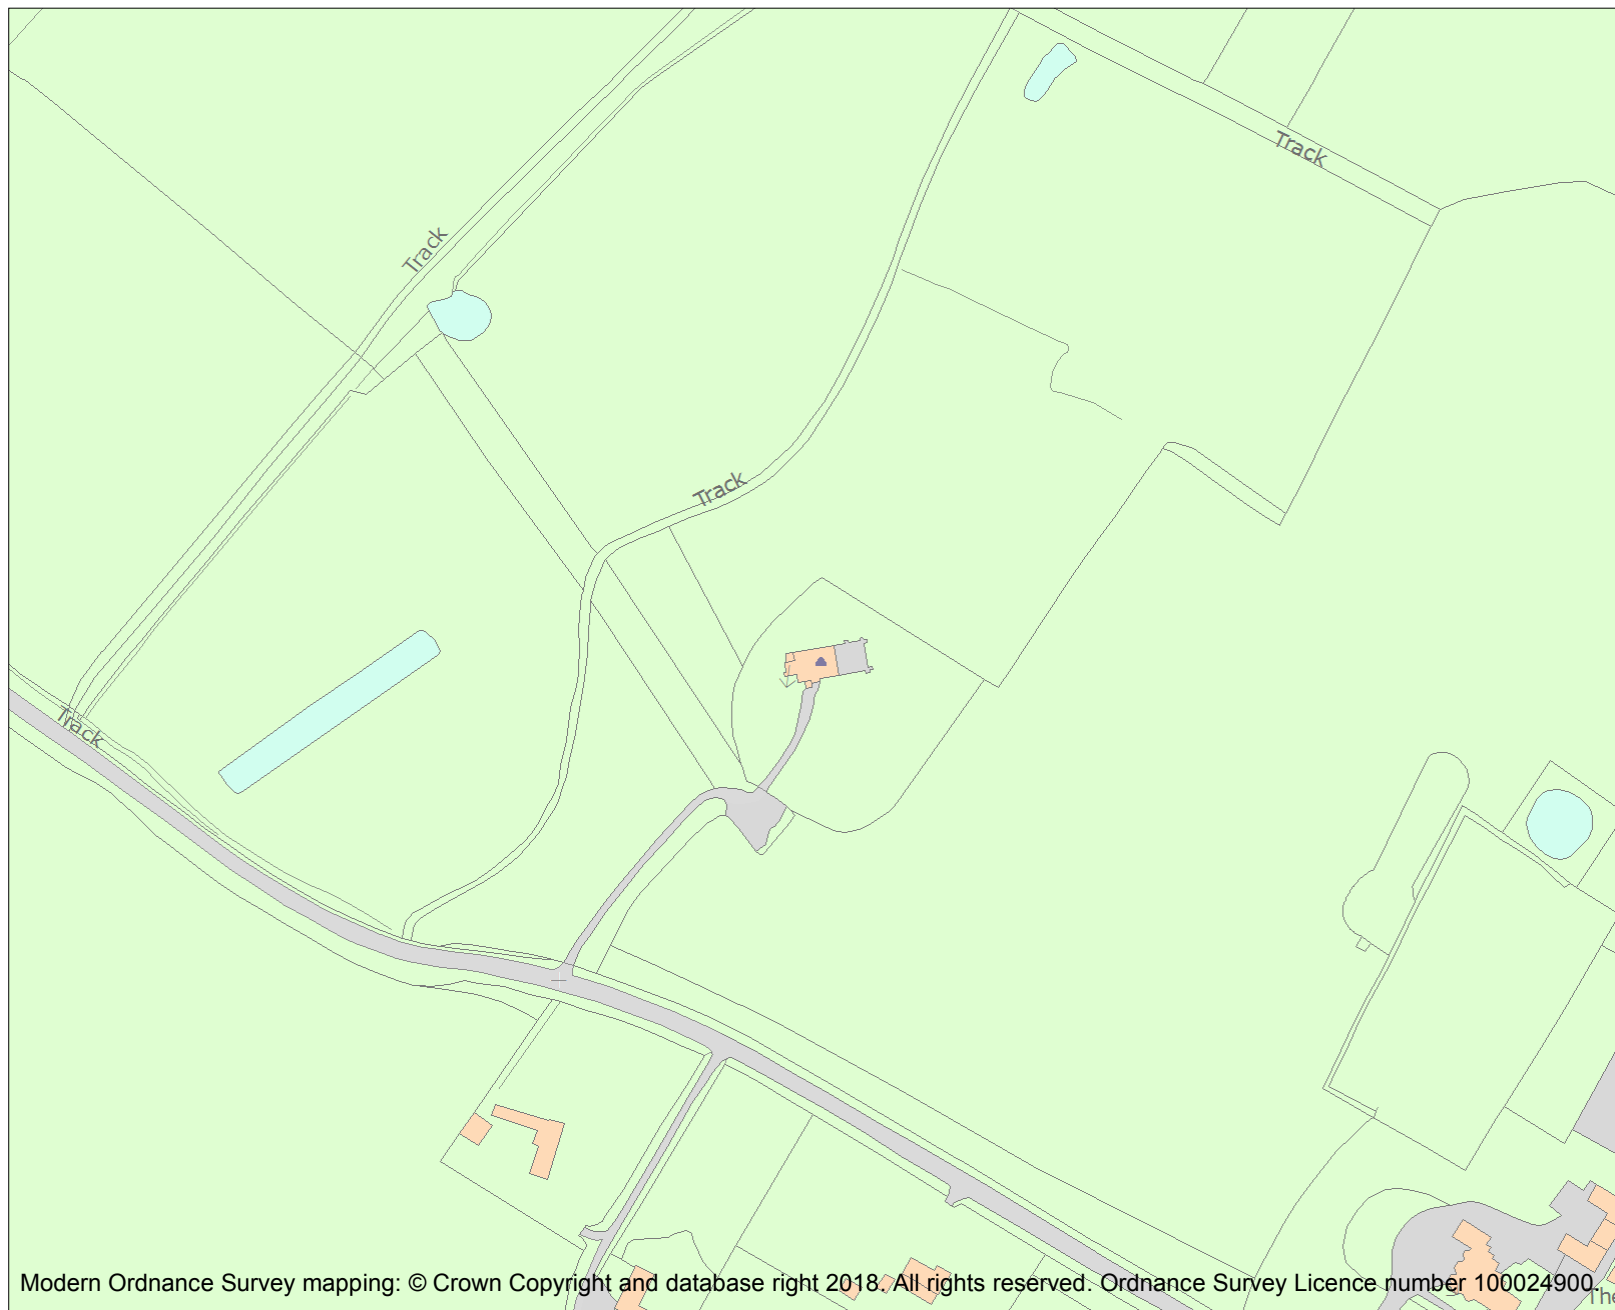 Track
Track
Track
Track
Modern Ordnance Survey mapping: © Crown Copyright and database right 2018. All rights reserved. Ordnance Survey Licence number 100024900.
The